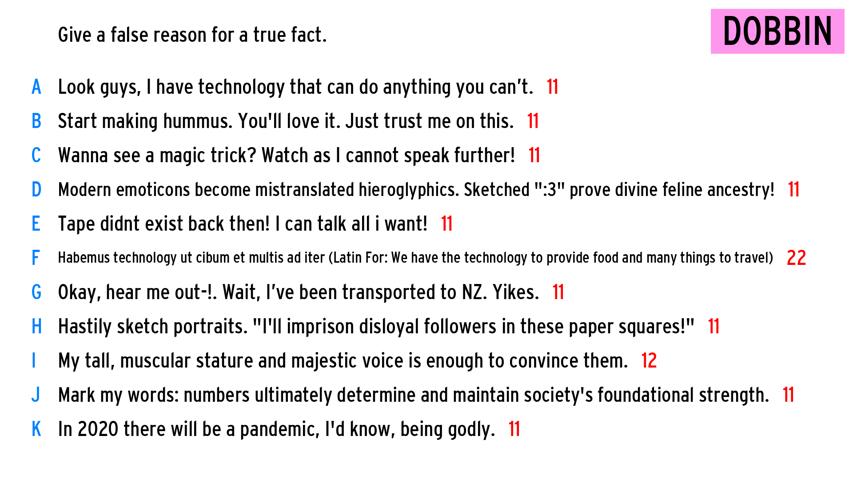 Give a false reason for a true fact.
DOBBIN
A Look guys, I have technology that can do anything you can't. 11
B Start making hummus. You'll love it. Just trust me on this. 11
C Wanna see a magic trick? Watch as I cannot speak further! 11
D Modern emoticons become mistranslated hieroglyphics. Sketched ":3" prove divine feline ancestry! 11
E Tape didnt exist back then! I can talk all i want! 11
F Habemus technology ut cibum et multis ad iter (Latin For: We have the technology to provide food and many things to travel) 22
G Okay, hear me out-!. Wait, I've been transported to NZ. Yikes. 11
H Hastily sketch portraits. "I'll imprison disloyal followers in these paper squares!" 11
I My tall, muscular stature and majestic voice is enough to convince them. 12
J Mark my words: numbers ultimately determine and maintain society's foundational strength. 11
K In 2020 there will be a pandemic, I'd know, being godly. 11